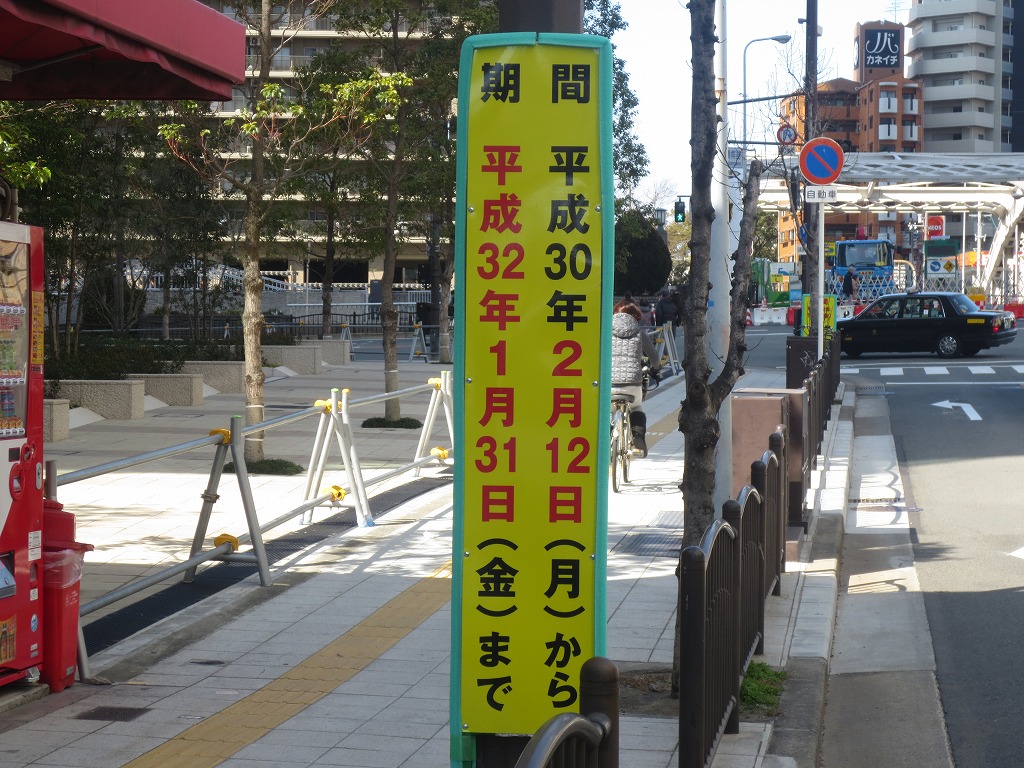 期間
平成30年2月12日(月)から
平成32年1月31日(金)まで
カネイチ
自動車